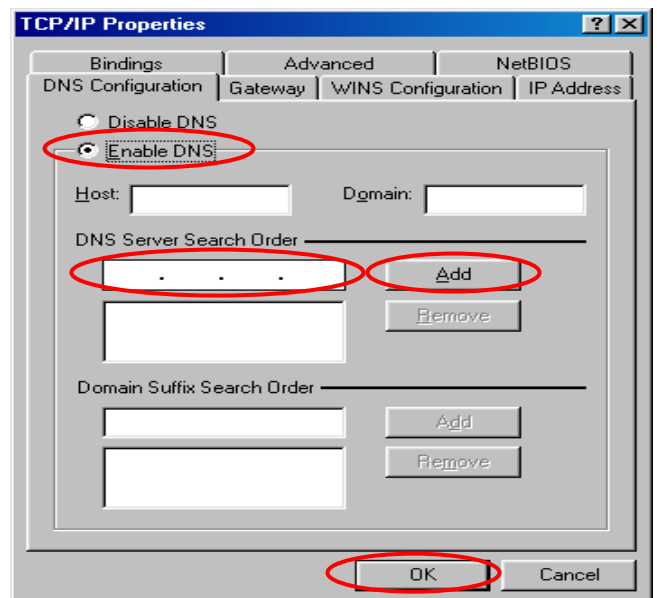 TCP/IP Properties
Bindings Advanced NetBIOS
DNS Configuration Gateway WINS Configuration IP Address
Disable DNS
Enable DNS
Host: Domain:
DNS Server Search Order
. . . Add
Remove
Domain Suffix Search Order
Add
Remove
OK Cancel